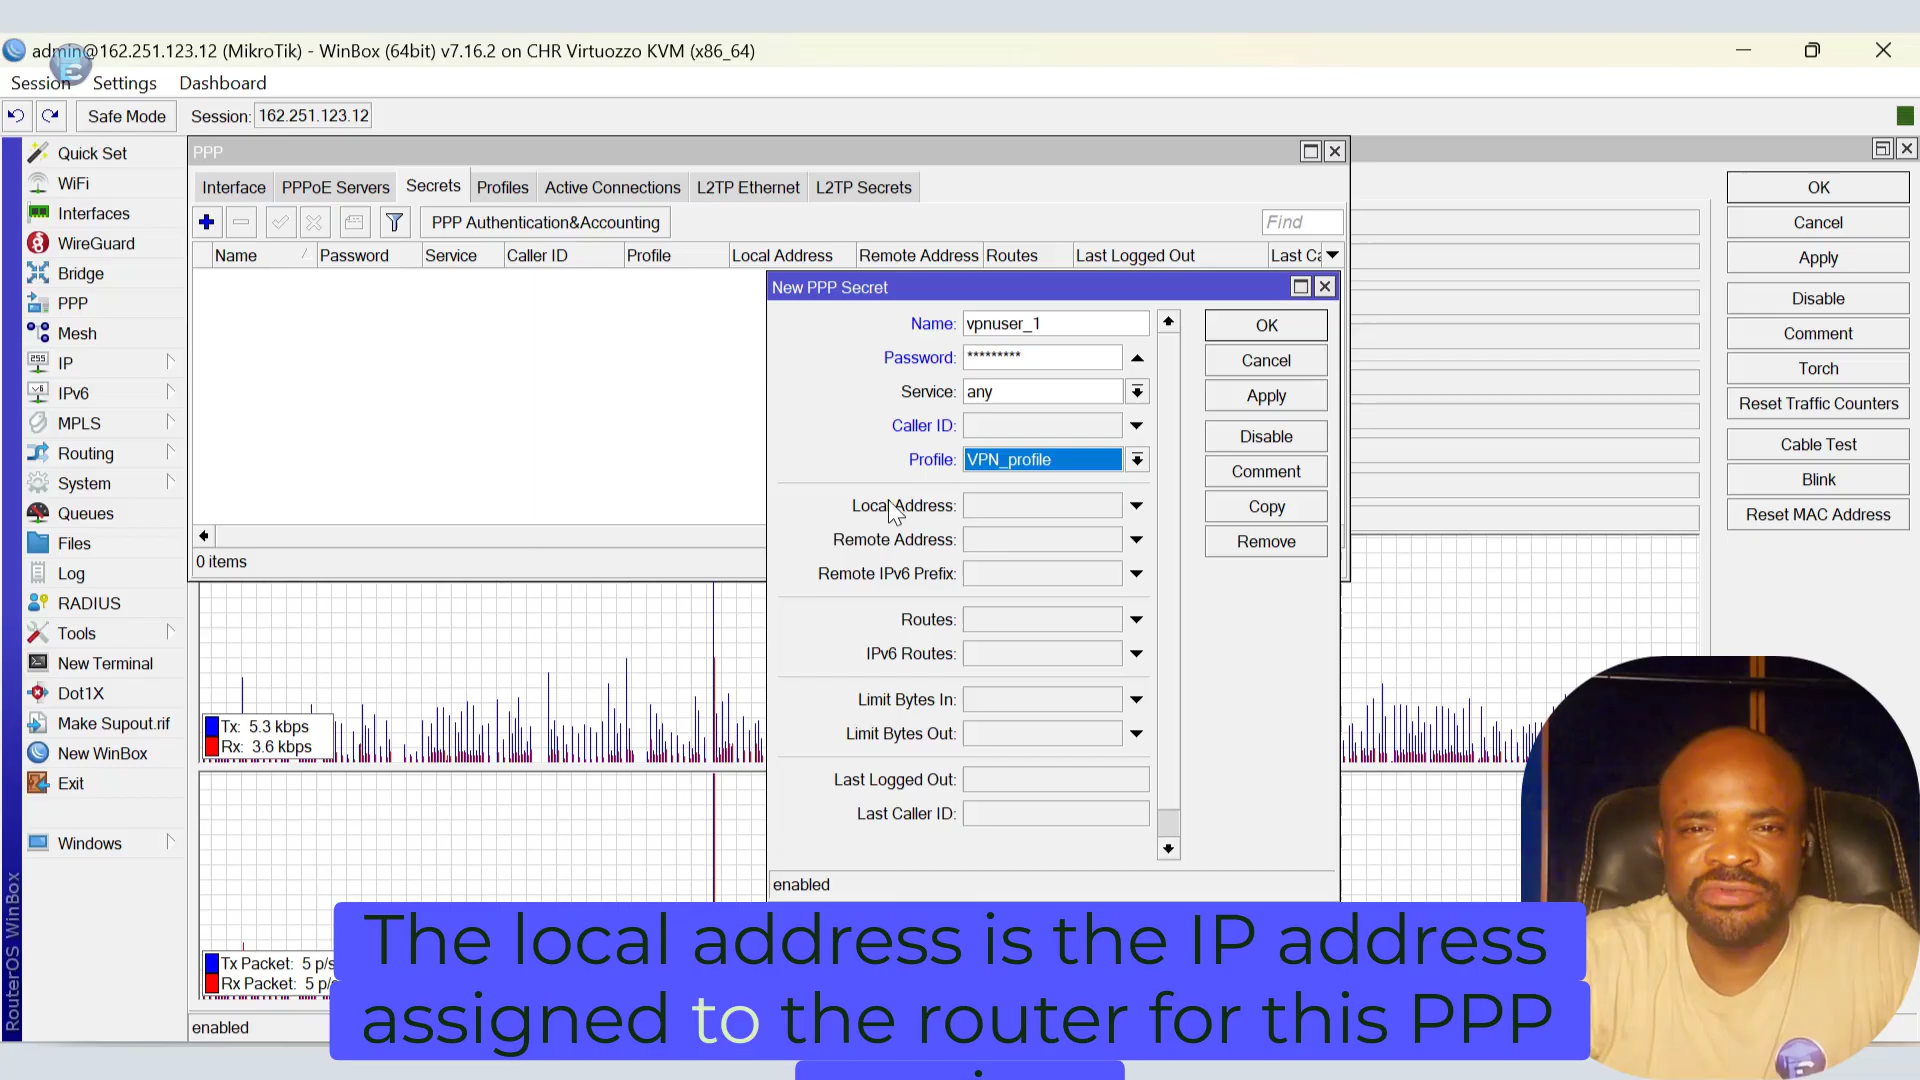 admin@162.251.123.12 (MikroTik) - WinBox (64bit) v7.16.2 on CHR Virtuozzo KVM (x86_64)
Session Settings Dashboard
Safe Mode Session: 162.251.123.12
Quick Set
WiFi
Interfaces
WireGuard
Bridge
PPP
Mesh
IP
IPv6
MPLS
Routing
System
Queues
Files
Log
RADIUS
Tools
New Terminal
Dot1X
Make Supout.rif
New WinBox
Exit
Windows
RouterOS WinBox
PPP
Interface PPPoE Servers Secrets Profiles Active Connections L2TP Ethernet L2TP Secrets
PPP Authentication&Accounting Find
Name Password Service Caller ID Profile Local Address Remote Address Routes Last Logged Out Last Ca
0 items
New PPP Secret
Name: vpnuser_1
Password: *********
Service: any
Caller ID:
Profile: VPN_profile
Local Address:
Remote Address:
Remote IPv6 Prefix:
Routes:
IPv6 Routes:
Limit Bytes In:
Limit Bytes Out:
Last Logged Out:
Last Caller ID:
enabled
OK
Cancel
Apply
Disable
Comment
Copy
Remove
OK
Cancel
Apply
Disable
Comment
Torch
Reset Traffic Counters
Cable Test
Blink
Reset MAC Address
Tx: 5.3 kbps
Rx: 3.6 kbps
Tx Packet: 5 p/s
Rx Packet: 5 p/s
enabled
The local address is the IP address
assigned to the router for this PPP